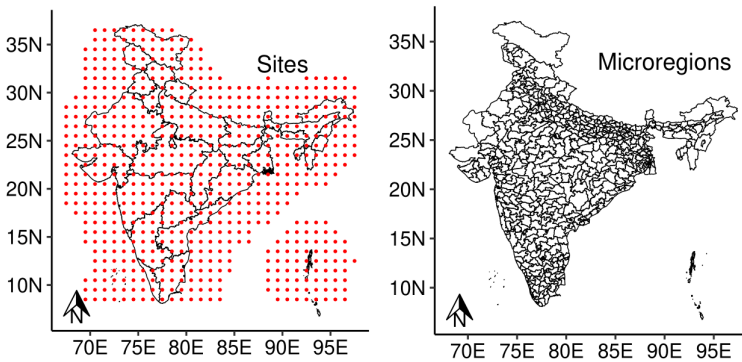 Sites
35N
30N
25N
20N
15N
10N
N
70E 75E 80E 85E 90E 95E
Microregions
35N
30N
25N
20N
15N
10N
N
70E 75E 80E 85E 90E 95E